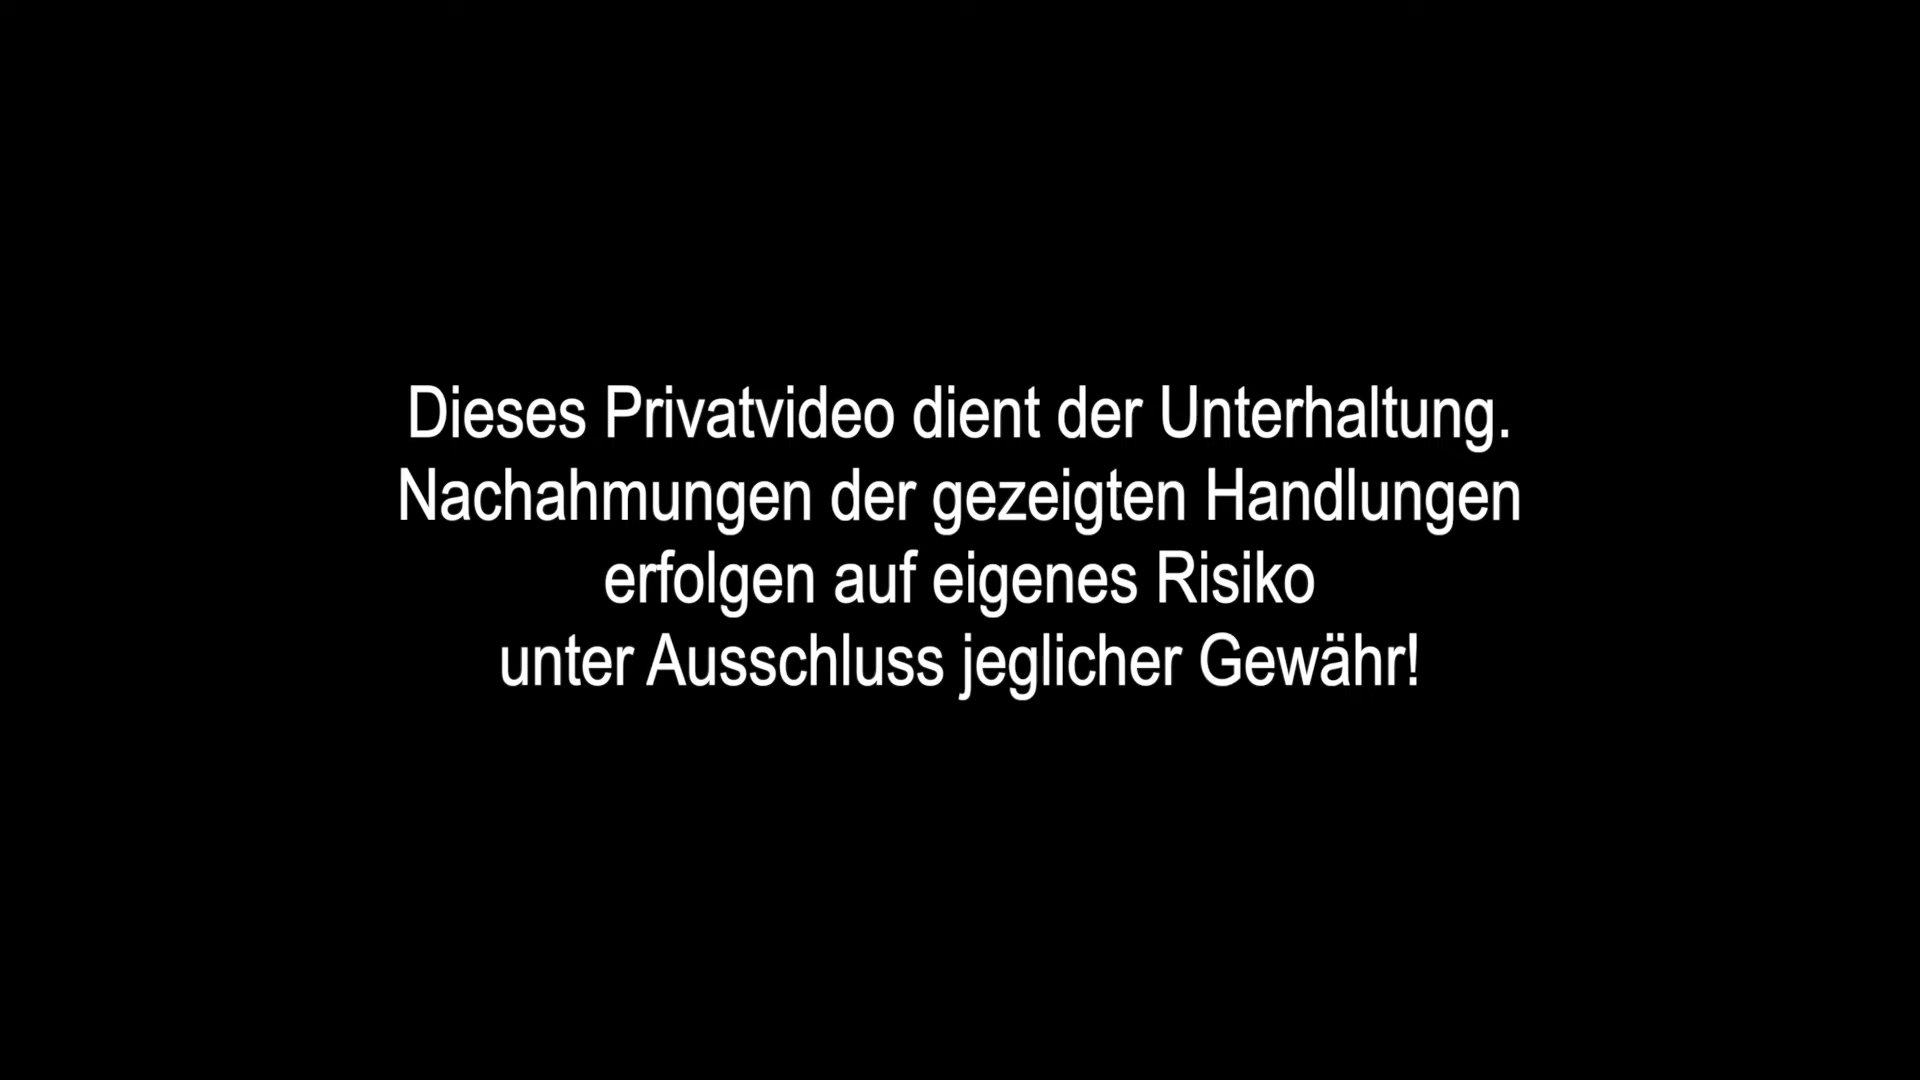 Dieses Privatvideo dient der Unterhaltung.
Nachahmungen der gezeigten Handlungen
erfolgen auf eigenes Risiko
unter Ausschluss jeglicher Gewähr!